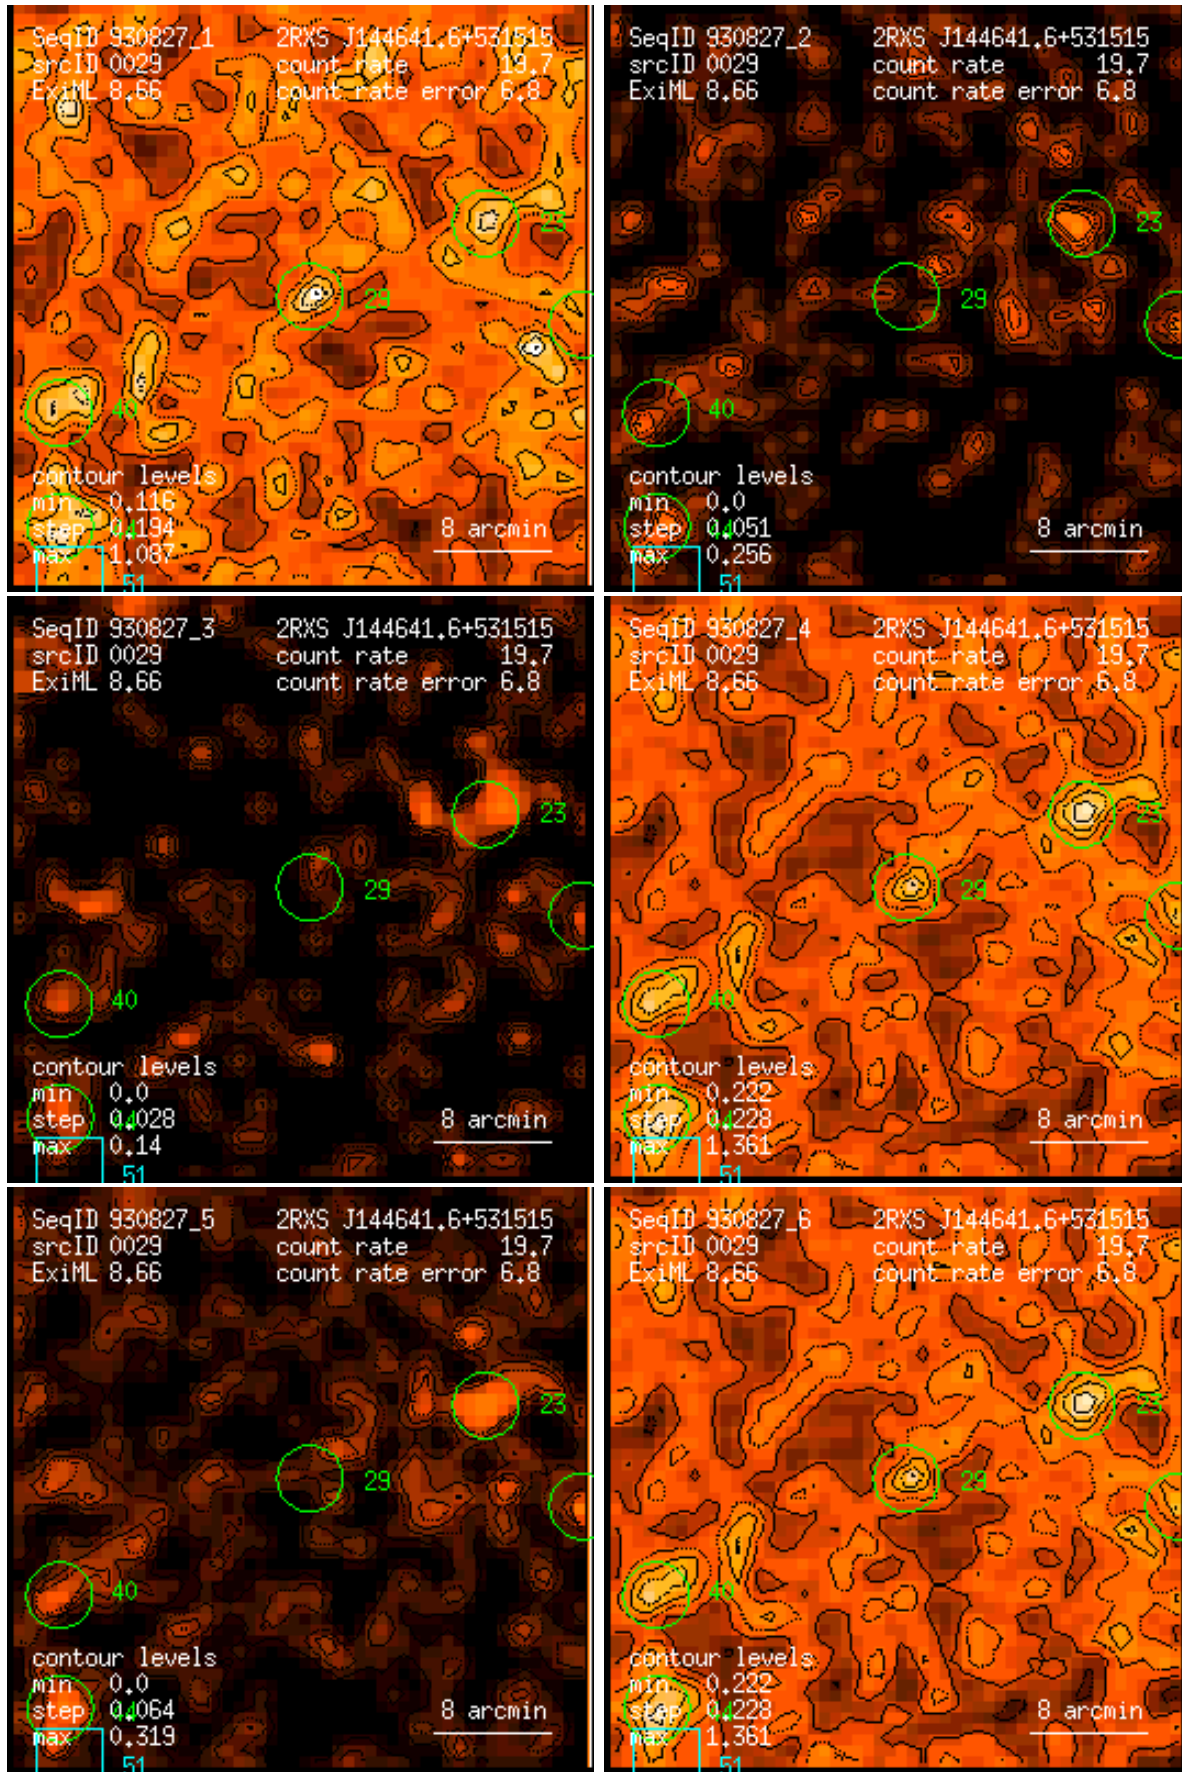 SeqID 930827_1 2RXS J144641.6+531515
srcID 0029 count rate 19.7
ExiML 8.66 count rate error 6.8
23
29
40
contour levels
min 0.116
step 0.194
max 1.087
8 arcmin
51
SeqID 930827_2 2RXS J144641.6+531515
srcID 0029 count rate 19.7
ExiML 8.66 count rate error 6.8
23
29
40
contour levels
min 0.0
step 0.051
max 0.256
8 arcmin
51
SeqID 930827_3 2RXS J144641.6+531515
srcID 0029 count rate 19.7
ExiML 8.66 count rate error 6.8
23
29
40
contour levels
min 0.0
step 0.028
max 0.14
8 arcmin
51
SeqID 930827_4 2RXS J144641.6+531515
srcID 0029 count rate 19.7
ExiML 8.66 count rate error 6.8
23
29
40
contour levels
min 0.222
step 0.228
max 1.361
8 arcmin
51
SeqID 930827_5 2RXS J144641.6+531515
srcID 0029 count rate 19.7
ExiML 8.66 count rate error 6.8
23
29
40
contour levels
min 0.0
step 0.064
max 0.319
8 arcmin
51
SeqID 930827_6 2RXS J144641.6+531515
srcID 0029 count rate 19.7
ExiML 8.66 count rate error 6.8
23
29
40
contour levels
min 0.222
step 0.228
max 1.361
8 arcmin
51